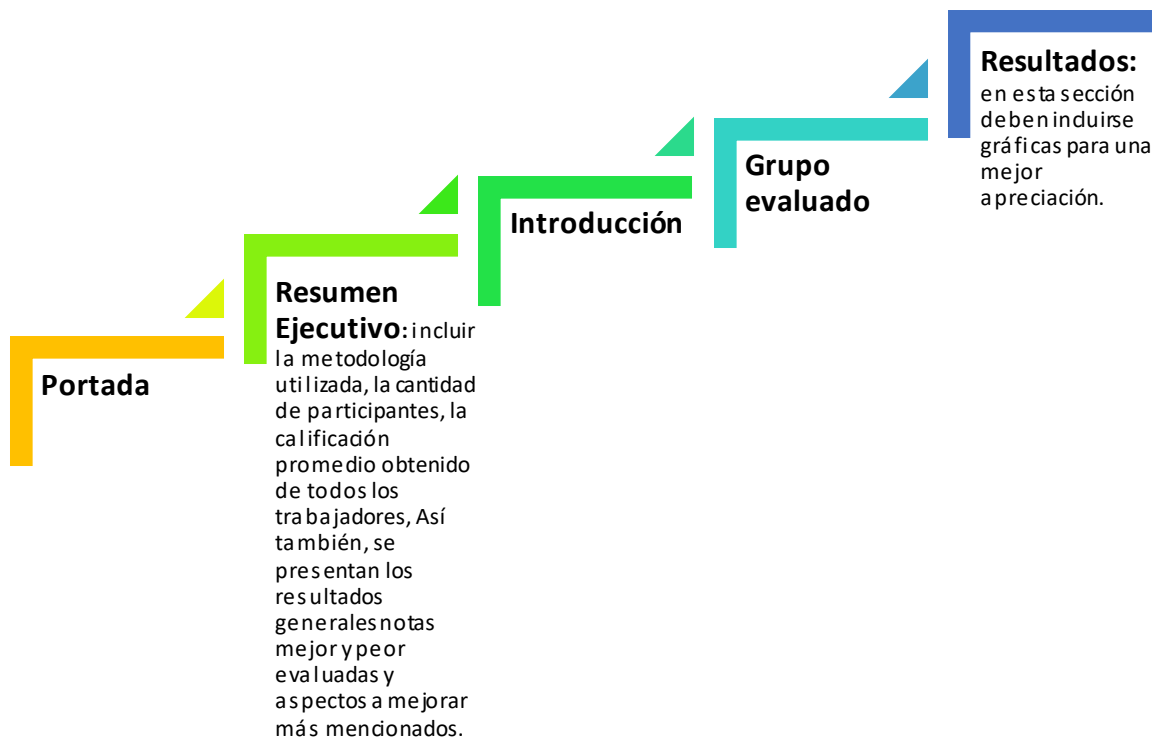 Portada
Resumen
Ejecutivo: incluir
la metodología
utilizada, la cantidad
de participantes, la
calificación
promedio obtenido
de todos los
trabajadores, Así
también, se
presentan los
resultados
generales notas
mejor y peor
evaluadas y
aspectos a mejorar
más mencionados.
Introducción
Grupo
evaluado
Resultados:
en esta sección
deben incluirse
gráficas para una
mejor
apreciación.